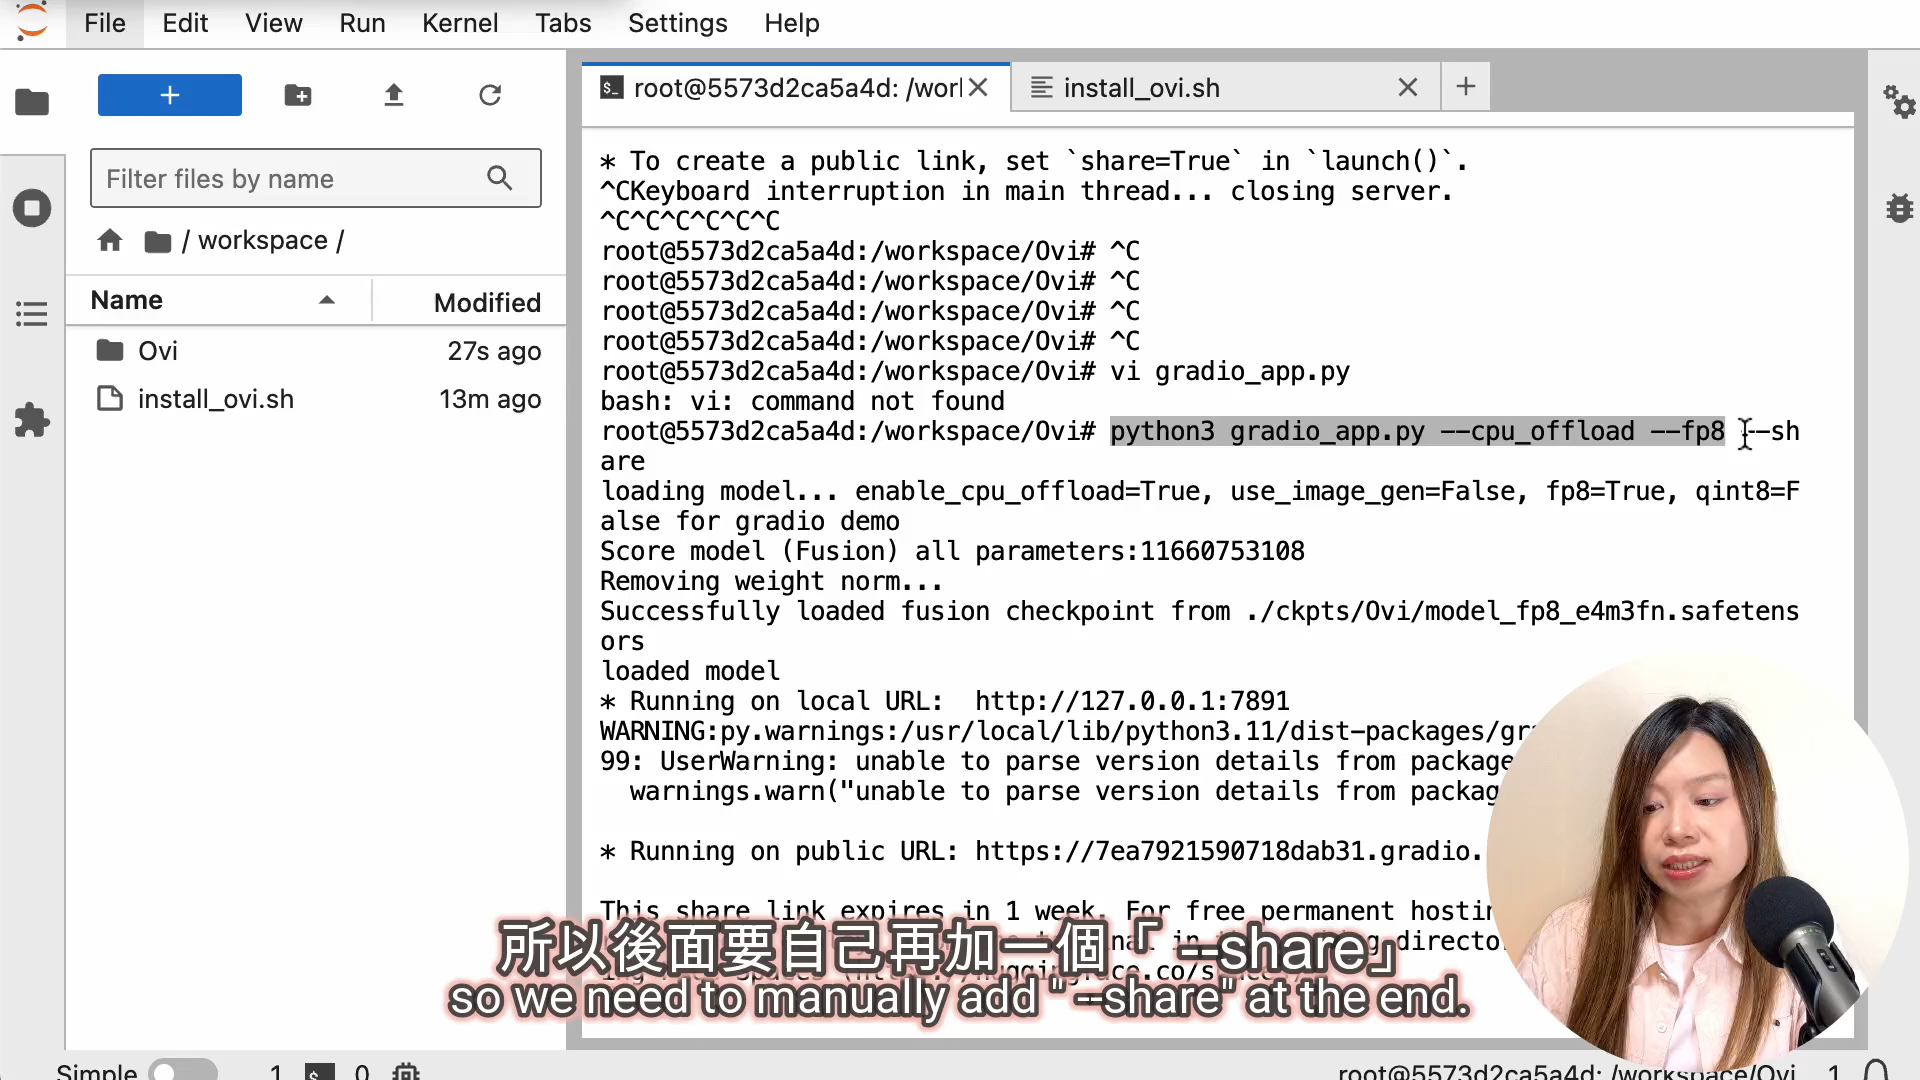 File Edit View Run Kernel Tabs Settings Help
+
Filter files by name
/ workspace /
Name Modified
Ovi 27s ago
install_ovi.sh 13m ago
root@5573d2ca5a4d: /worl
install_ovi.sh
* To create a public link, set `share=True` in `launch()`.
^CKeyboard interruption in main thread... closing server.
^C^C^C^C^C^C
root@5573d2ca5a4d:/workspace/Ovi# ^C
root@5573d2ca5a4d:/workspace/Ovi# ^C
root@5573d2ca5a4d:/workspace/Ovi# ^C
root@5573d2ca5a4d:/workspace/Ovi# ^C
root@5573d2ca5a4d:/workspace/Ovi# vi gradio_app.py
bash: vi: command not found
root@5573d2ca5a4d:/workspace/Ovi# python3 gradio_app.py --cpu_offload --fp8 --sh
are
loading model... enable_cpu_offload=True, use_image_gen=False, fp8=True, qint8=F
alse for gradio demo
Score model (Fusion) all parameters:11660753108
Removing weight norm...
Successfully loaded fusion checkpoint from ./ckpts/Ovi/model_fp8_e4m3fn.safetens
ors
loaded model
* Running on local URL:  http://127.0.0.1:7891
WARNING:py.warnings:/usr/local/lib/python3.11/dist-packages/gr
99: UserWarning: unable to parse version details from package
warnings.warn("unable to parse version details from packag
* Running on public URL: https://7ea7921590718dab31.gradio.
This share link expires in 1 week. For free permanent hostin
directo
所以後面要自己再加一個「 --share」
so we need to manually add " --share" at the end.
Simple 1 0
root@5573d2ca5a4d: /workspace/Ovi 1